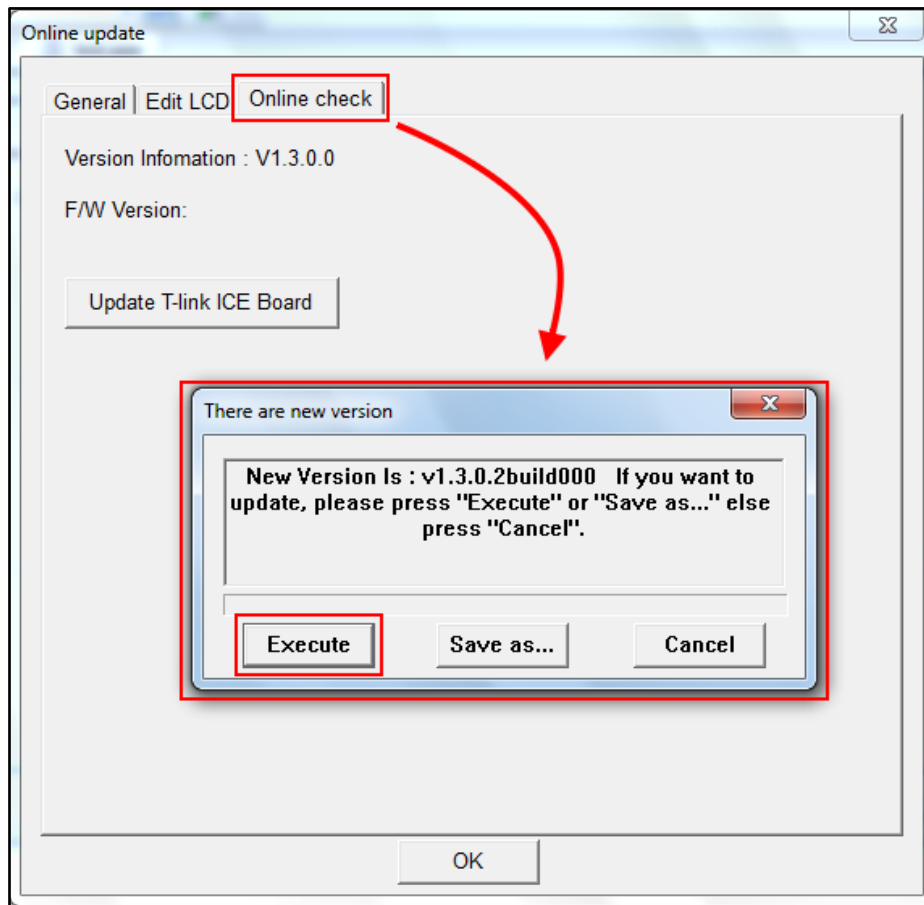 Online update
General Edit LCD Online check
Version Infomation : V1.3.0.0
F/W Version:
Update T-link ICE Board
There are new version
New Version Is : v1.3.0.2build000 If you want to
update, please press "Execute" or "Save as..." else
press "Cancel".
Execute Save as... Cancel
OK